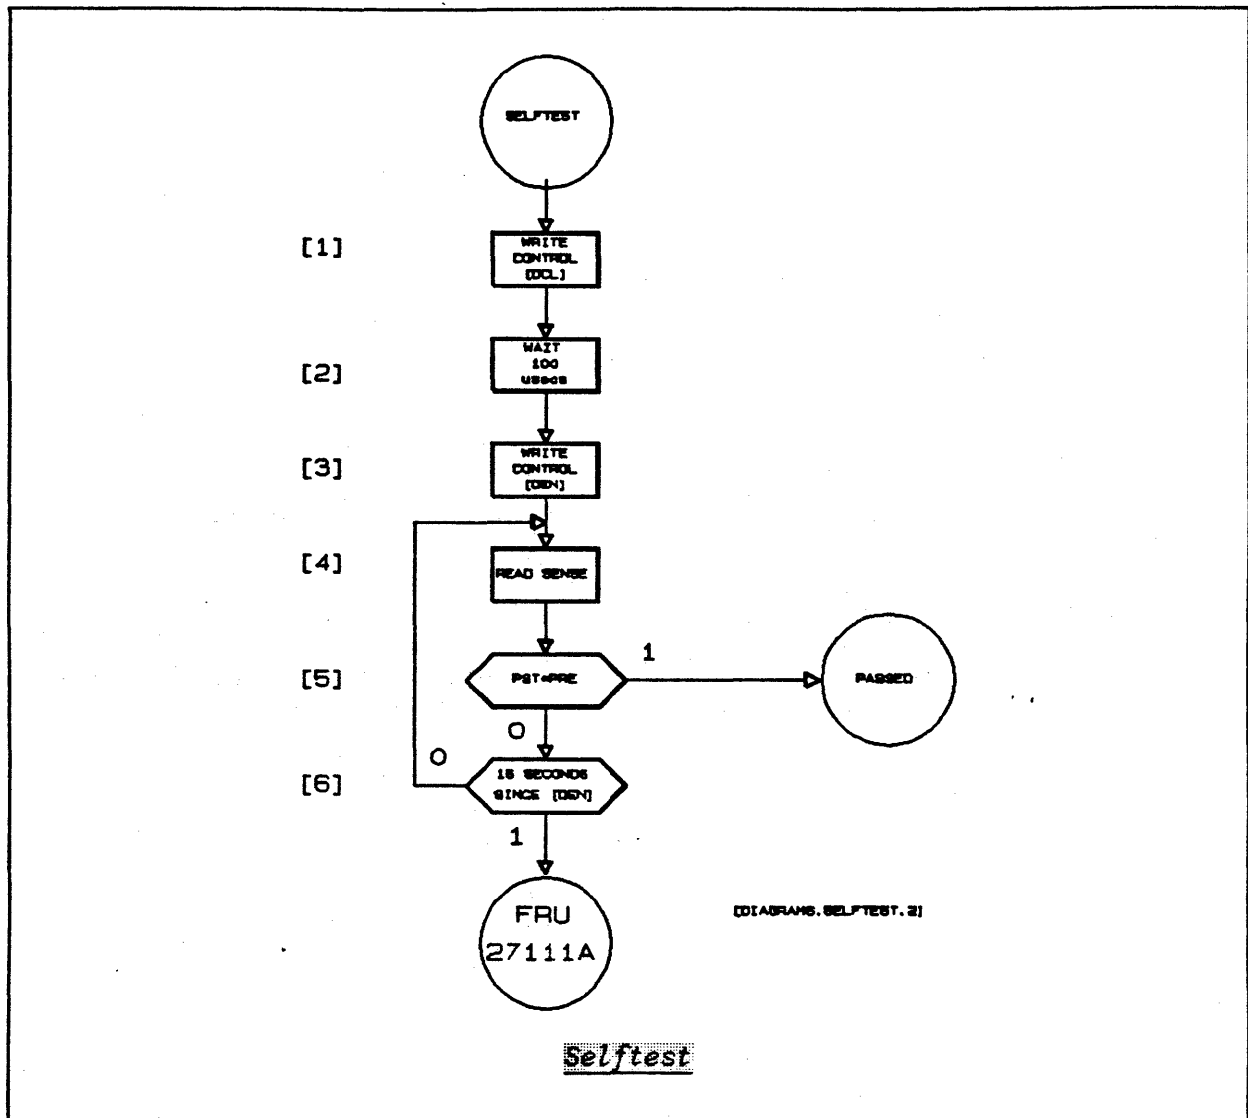 SELFTEST
[1]
WRITE
CONTROL
[DCL]
[2]
WAIT
100
usecs
[3]
WRITE
CONTROL
[DEN]
[4]
READ SENSE
[5]
PST*PRE
1
PASSED
0
0
[6]
15 SECONDS
SINCE [DEN]
1
FRU
27111A
[DIAGRAMS.SELFTEST.2]
Selftest